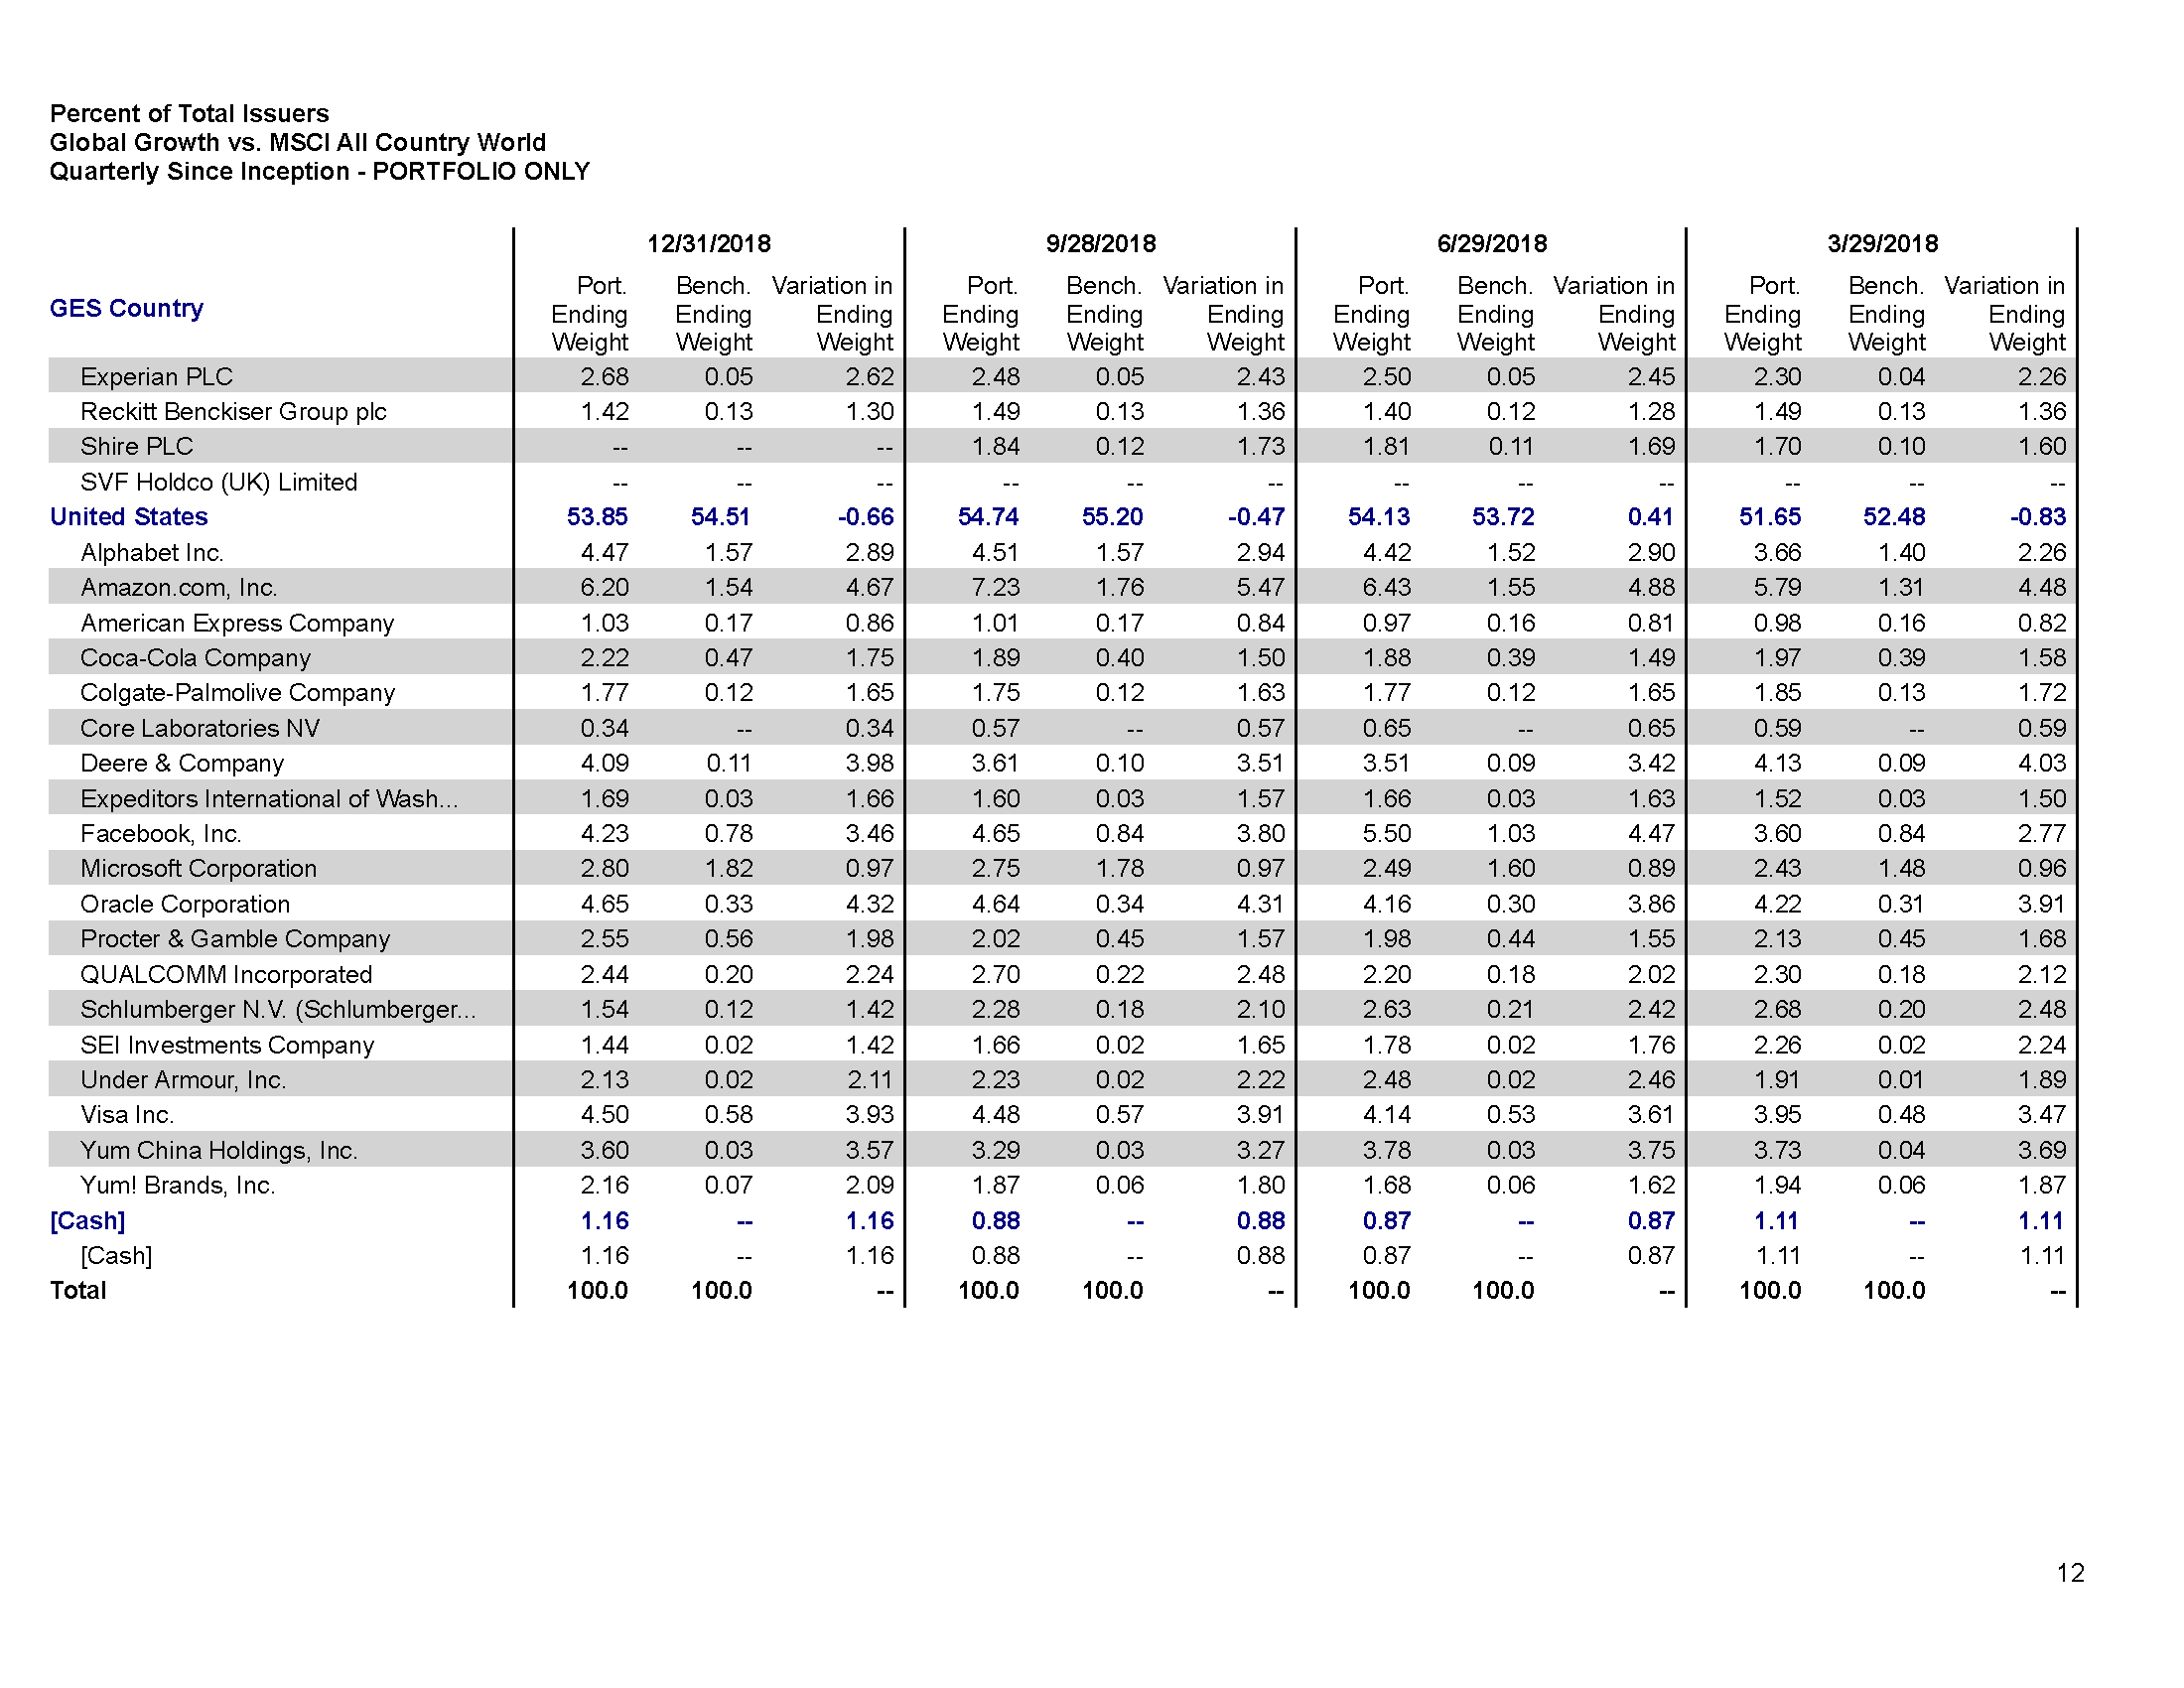 Percent of Total Issuers
Global Growth vs. MSCI All Country World
Quarterly Since Inception - PORTFOLIO ONLY
12/31/2018 9/28/2018 6/29/2018 3/29/2018
GES Country
Port. Bench. Variation in Port. Bench. Variation in Port. Bench. Variation in Port. Bench. Variation in
Ending Ending Ending Ending Ending Ending Ending Ending Ending Ending Ending Ending
Weight Weight Weight Weight Weight Weight Weight Weight Weight Weight Weight Weight
Experian PLC 2.68 0.05 2.62 2.48 0.05 2.43 2.50 0.05 2.45 2.30 0.04 2.26
Reckitt Benckiser Group plc 1.42 0.13 1.30 1.49 0.13 1.36 1.40 0.12 1.28 1.49 0.13 1.36
Shire PLC -- -- -- 1.84 0.12 1.73 1.81 0.11 1.69 1.70 0.10 1.60
SVF Holdco (UK) Limited -- -- -- -- -- -- -- -- -- -- -- --
United States 53.85 54.51 -0.66 54.74 55.20 -0.47 54.13 53.72 0.41 51.65 52.48 -0.83
Alphabet Inc. 4.47 1.57 2.89 4.51 1.57 2.94 4.42 1.52 2.90 3.66 1.40 2.26
Amazon.com, Inc. 6.20 1.54 4.67 7.23 1.76 5.47 6.43 1.55 4.88 5.79 1.31 4.48
American Express Company 1.03 0.17 0.86 1.01 0.17 0.84 0.97 0.16 0.81 0.98 0.16 0.82
Coca-Cola Company 2.22 0.47 1.75 1.89 0.40 1.50 1.88 0.39 1.49 1.97 0.39 1.58
Colgate-Palmolive Company 1.77 0.12 1.65 1.75 0.12 1.63 1.77 0.12 1.65 1.85 0.13 1.72
Core Laboratories NV 0.34 -- 0.34 0.57 -- 0.57 0.65 -- 0.65 0.59 -- 0.59
Deere & Company 4.09 0.11 3.98 3.61 0.10 3.51 3.51 0.09 3.42 4.13 0.09 4.03
Expeditors International of Wash... 1.69 0.03 1.66 1.60 0.03 1.57 1.66 0.03 1.63 1.52 0.03 1.50
Facebook, Inc. 4.23 0.78 3.46 4.65 0.84 3.80 5.50 1.03 4.47 3.60 0.84 2.77
Microsoft Corporation 2.80 1.82 0.97 2.75 1.78 0.97 2.49 1.60 0.89 2.43 1.48 0.96
Oracle Corporation 4.65 0.33 4.32 4.64 0.34 4.31 4.16 0.30 3.86 4.22 0.31 3.91
Procter & Gamble Company 2.55 0.56 1.98 2.02 0.45 1.57 1.98 0.44 1.55 2.13 0.45 1.68
QUALCOMM Incorporated 2.44 0.20 2.24 2.70 0.22 2.48 2.20 0.18 2.02 2.30 0.18 2.12
Schlumberger N.V. (Schlumberger... 1.54 0.12 1.42 2.28 0.18 2.10 2.63 0.21 2.42 2.68 0.20 2.48
SEI Investments Company 1.44 0.02 1.42 1.66 0.02 1.65 1.78 0.02 1.76 2.26 0.02 2.24
Under Armour, Inc. 2.13 0.02 2.11 2.23 0.02 2.22 2.48 0.02 2.46 1.91 0.01 1.89
Visa Inc. 4.50 0.58 3.93 4.48 0.57 3.91 4.14 0.53 3.61 3.95 0.48 3.47
Yum China Holdings, Inc. 3.60 0.03 3.57 3.29 0.03 3.27 3.78 0.03 3.75 3.73 0.04 3.69
Yum! Brands, Inc. 2.16 0.07 2.09 1.87 0.06 1.80 1.68 0.06 1.62 1.94 0.06 1.87
[Cash] 1.16 -- 1.16 0.88 -- 0.88 0.87 -- 0.87 1.11 -- 1.11
[Cash] 1.16 -- 1.16 0.88 -- 0.88 0.87 -- 0.87 1.11 -- 1.11
Total 100.0 100.0 -- 100.0 100.0 -- 100.0 100.0 -- 100.0 100.0 --
12